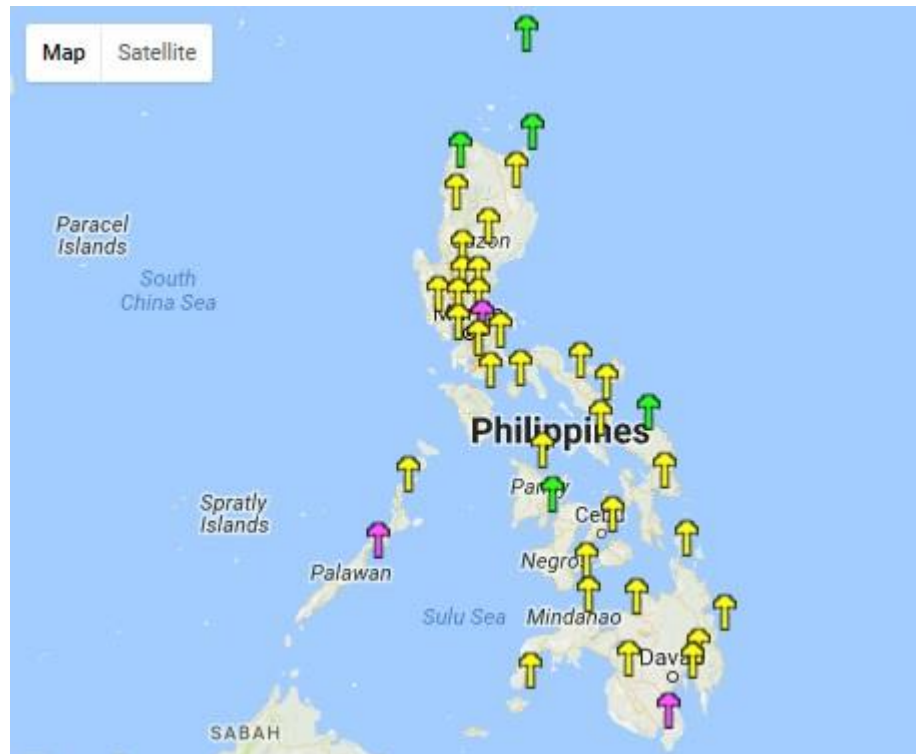 Map Satellite
Paracel
Islands
South
China Sea
Philippines
Spratly
Islands
Palawan
Sulu Sea
Mindanao
SABAH